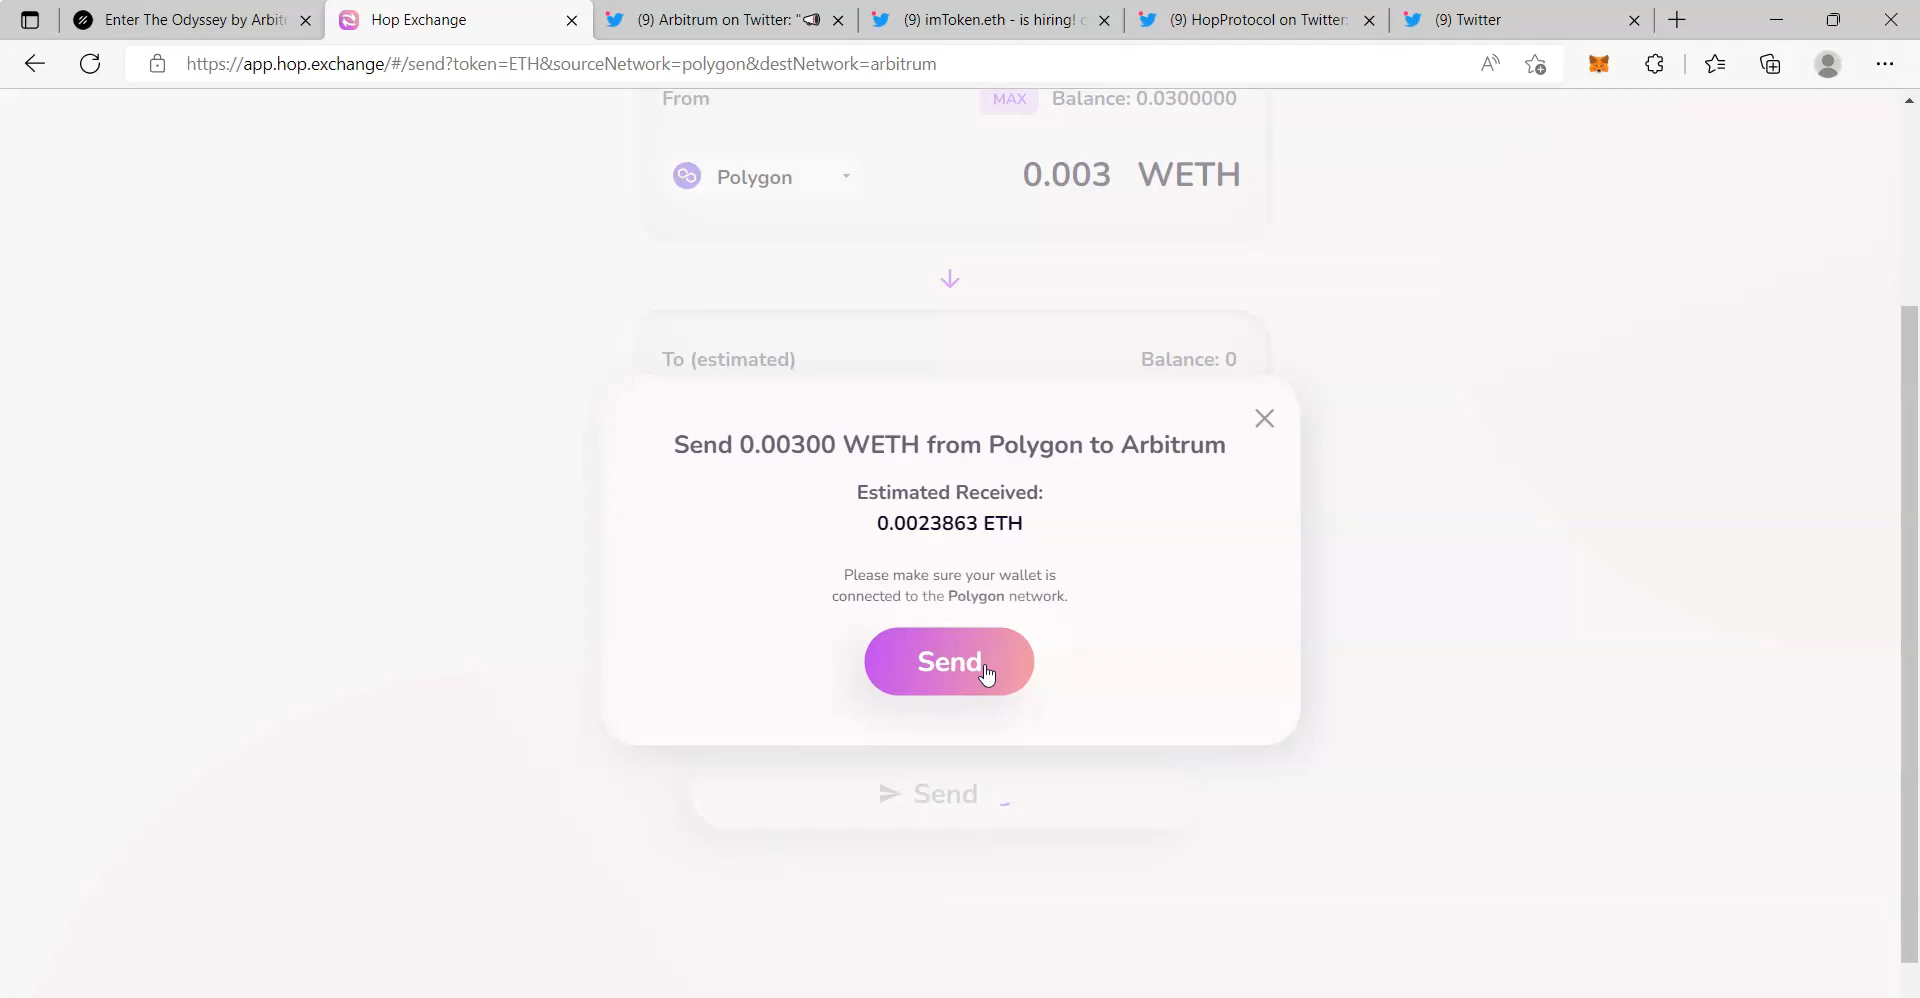 Enter The Odyssey by Arbit
Hop Exchange
(9) Arbitrum on Twitter: "
(9) imToken.eth - is hiring!
(9) HopProtocol on Twitter:
(9) Twitter
https://app.hop.exchange/#/send?token=ETH&sourceNetwork=polygon&destNetwork=arbitrum
From
MAX
Balance: 0.0300000
Polygon
0.003 WETH
To (estimated)
Balance: 0
Send 0.00300 WETH from Polygon to Arbitrum
Estimated Received:
0.0023863 ETH
Please make sure your wallet is
connected to the Polygon network.
Send
Send